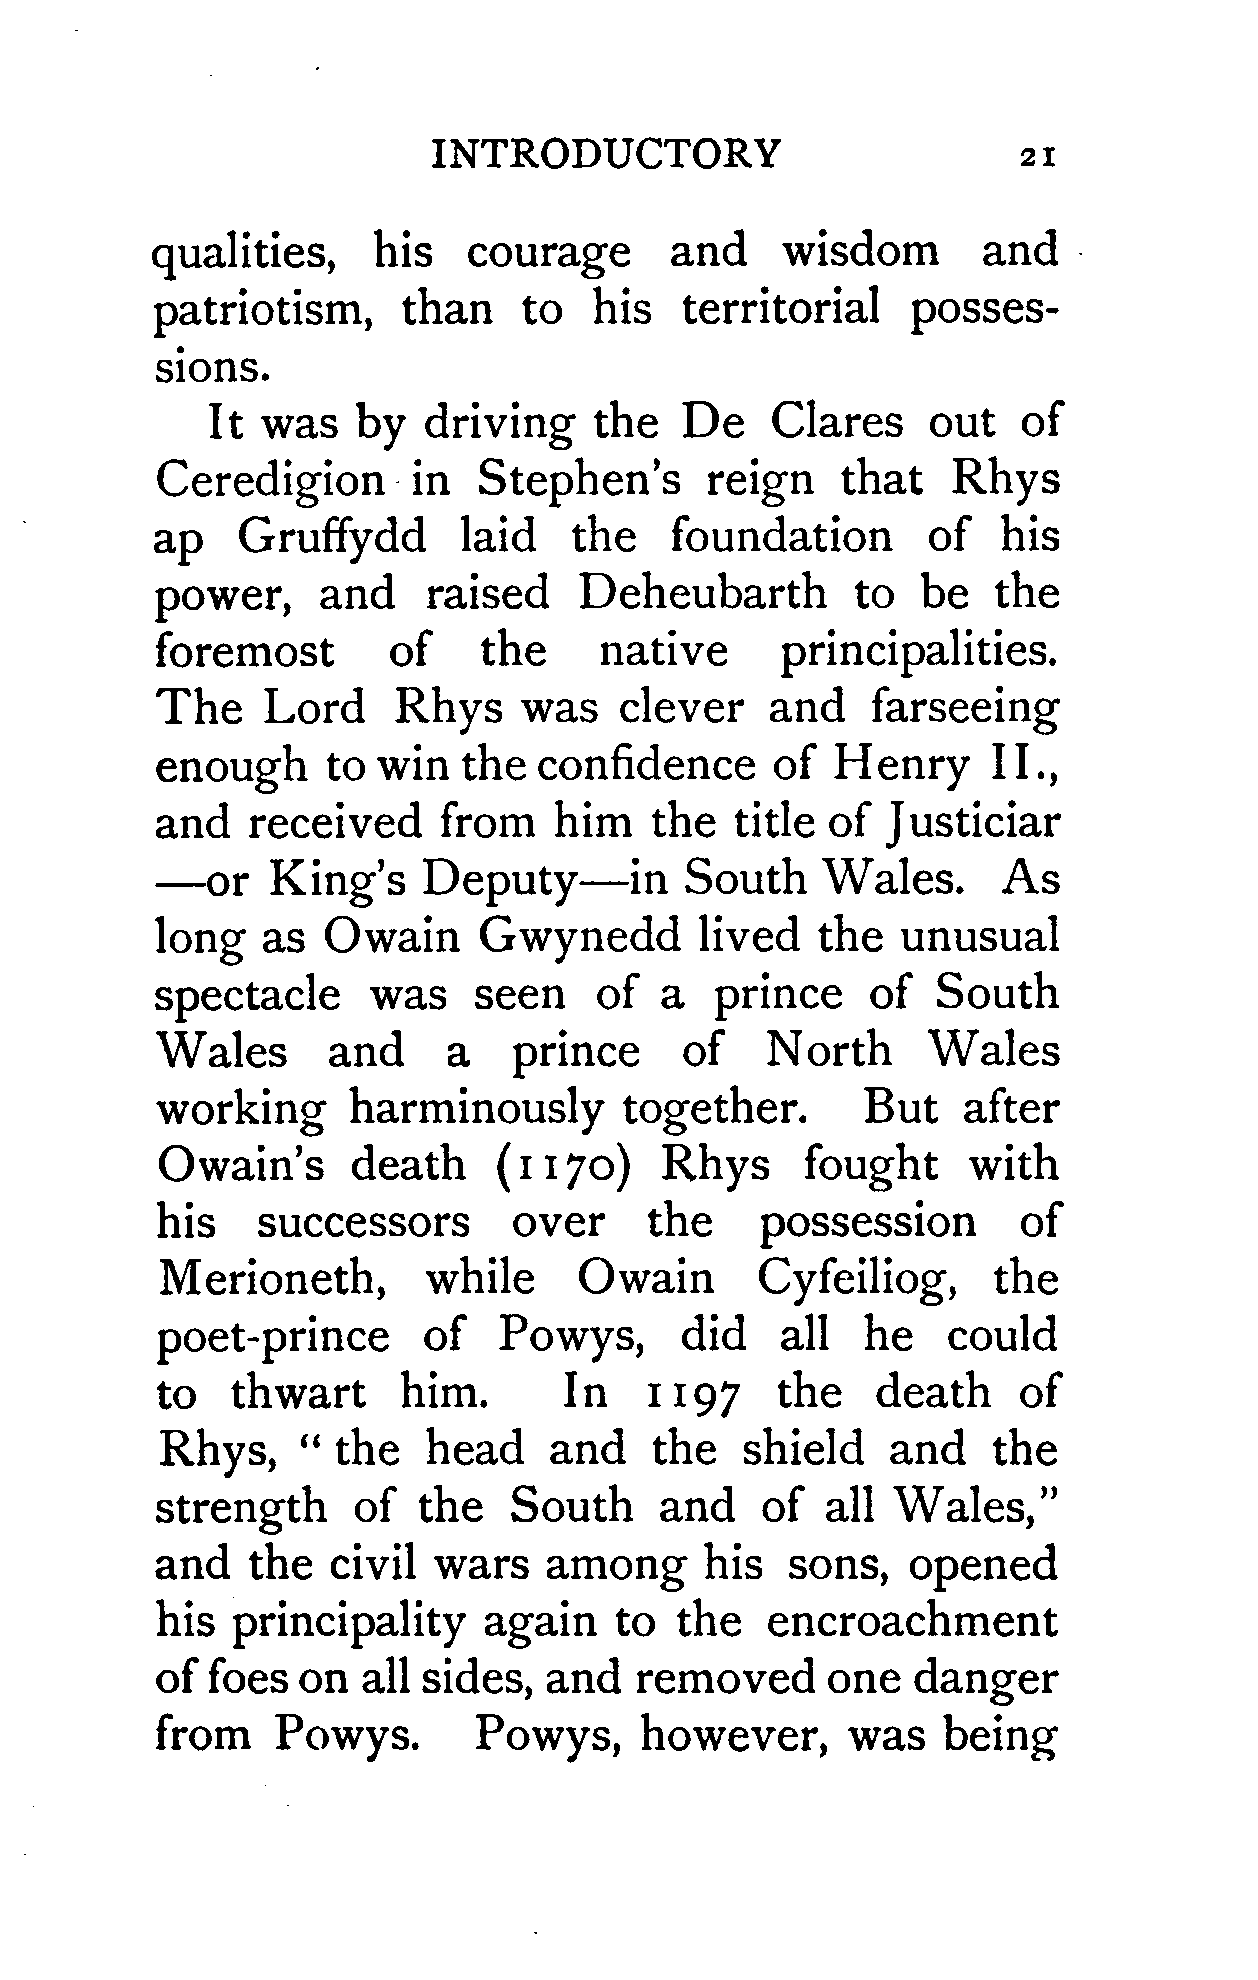 INTRODUCTORY 21
qualities, his courage and wisdom and
patriotism, than to his territorial posses-
sions.
It was by driving the De Clares out of
Ceredigion in Stephen's reign that Rhys
ap Gruffydd laid the foundation of his
power, and raised Deheubarth to be the
foremost of the native principalities.
The Lord Rhys was clever and farseeing
enough to win the confidence of Henry II.,
and received from him the title of Justiciar
—or King's Deputy—in South Wales. As
long as Owain Gwynedd lived the unusual
spectacle was seen of a prince of South
Wales and a prince of North Wales
working harminously together. But after
Owain's death (1170) Rhys fought with
his successors over the possession of
Merioneth, while Owain Cyfeiliog, the
poet-prince of Powys, did all he could
to thwart him. In 1197 the death of
Rhys, "the head and the shield and the
strength of the South and of all Wales,"
and the civil wars among his sons, opened
his principality again to the encroachment
of foes on all sides, and removed one danger
from Powys. Powys, however, was being